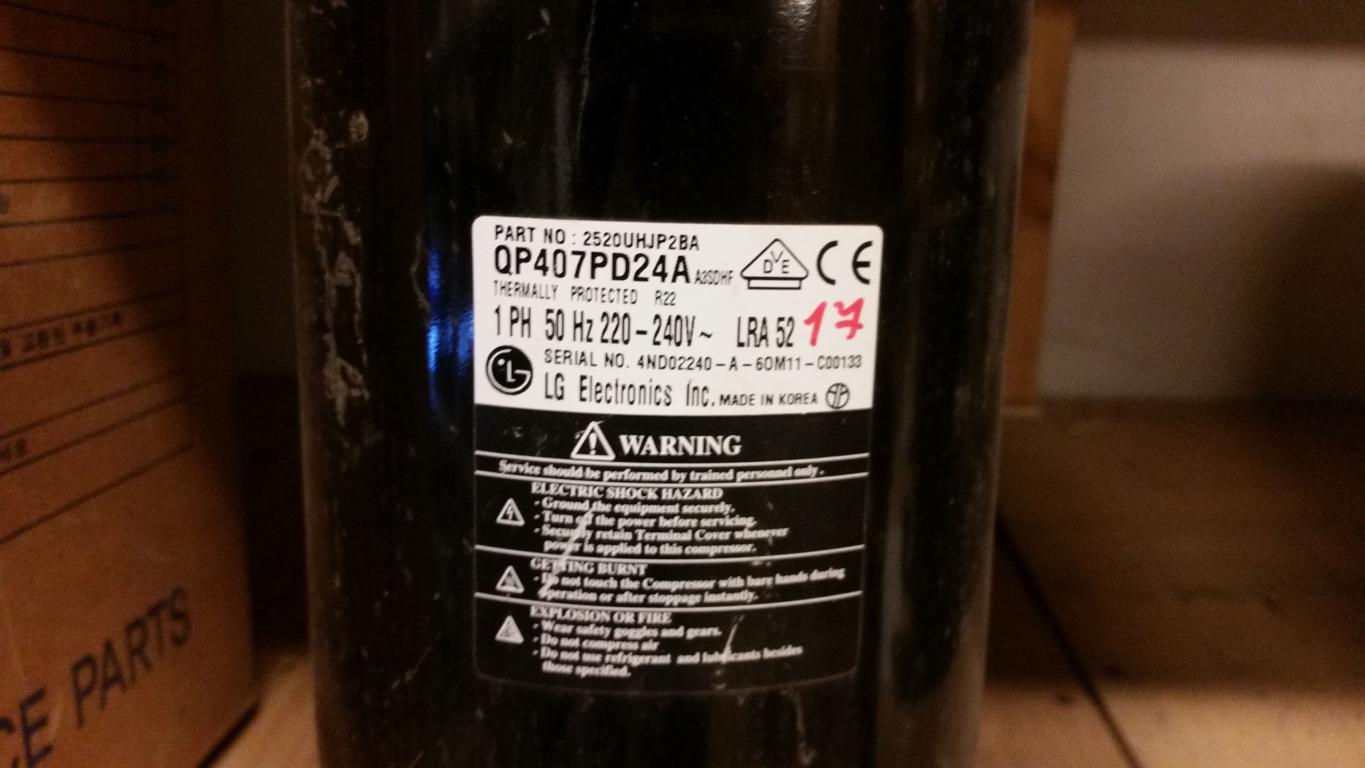 PART NO : 2520UHJP2BA
QP407PD24A A3SDHF
DVE CE
THERMALLY PROTECTED R22
1 PH 50 Hz 220-240V~ LRA 52 17
SERIAL NO. 4ND02240-A-60M11-C00133
LG LG Electronics Inc. MADE IN KOREA
WARNING
Service should be performed by trained personnel only.
ELECTRIC SHOCK HAZARD
- Ground the equipment securely.
- Turn off the power before servicing.
- Securely retain Terminal Cover whenever
power is applied to this compressor.
GETTING BURNT
- Do not touch the Compressor with bare hands during
operation or after stoppage instantly.
EXPLOSION OR FIRE
- Wear safety goggles and gears.
- Do not compress air
- Do not use refrigerant and lubricants besides
those specified.
CE PARTS